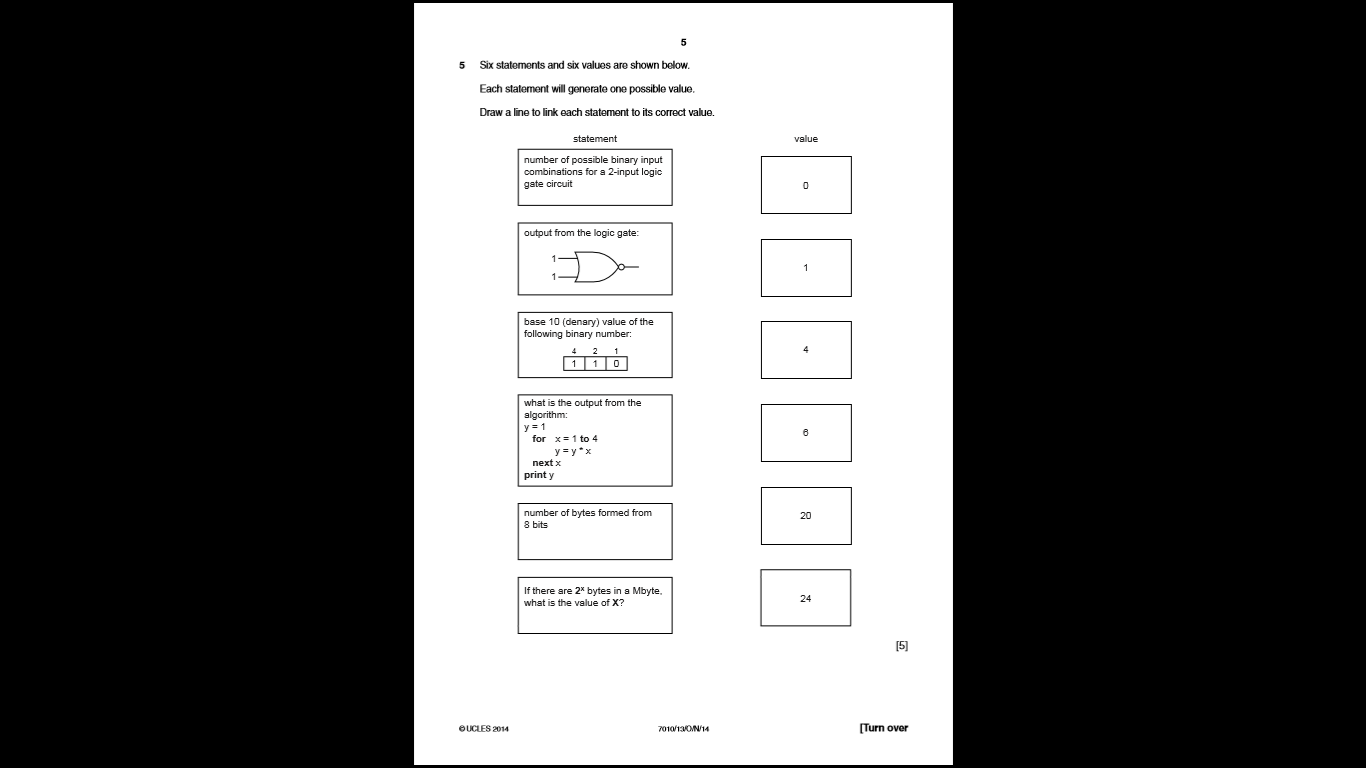 5
5 Six statements and six values are shown below.
Each statement will generate one possible value.
Draw a line to link each statement to its correct value.
statement value
number of possible binary input
combinations for a 2-input logic
gate circuit
0
output from the logic gate:
1
1
1
base 10 (denary) value of the
following binary number:
4 2 1
1 1 0
4
what is the output from the
algorithm:
y = 1
for x = 1 to 4
y = y * x
next x
print y
6
number of bytes formed from
8 bits
20
If there are 2ˣ bytes in a Mbyte,
what is the value of X?
24
[5]
© UCLES 2014 7010/13/O/N/14 [Turn over